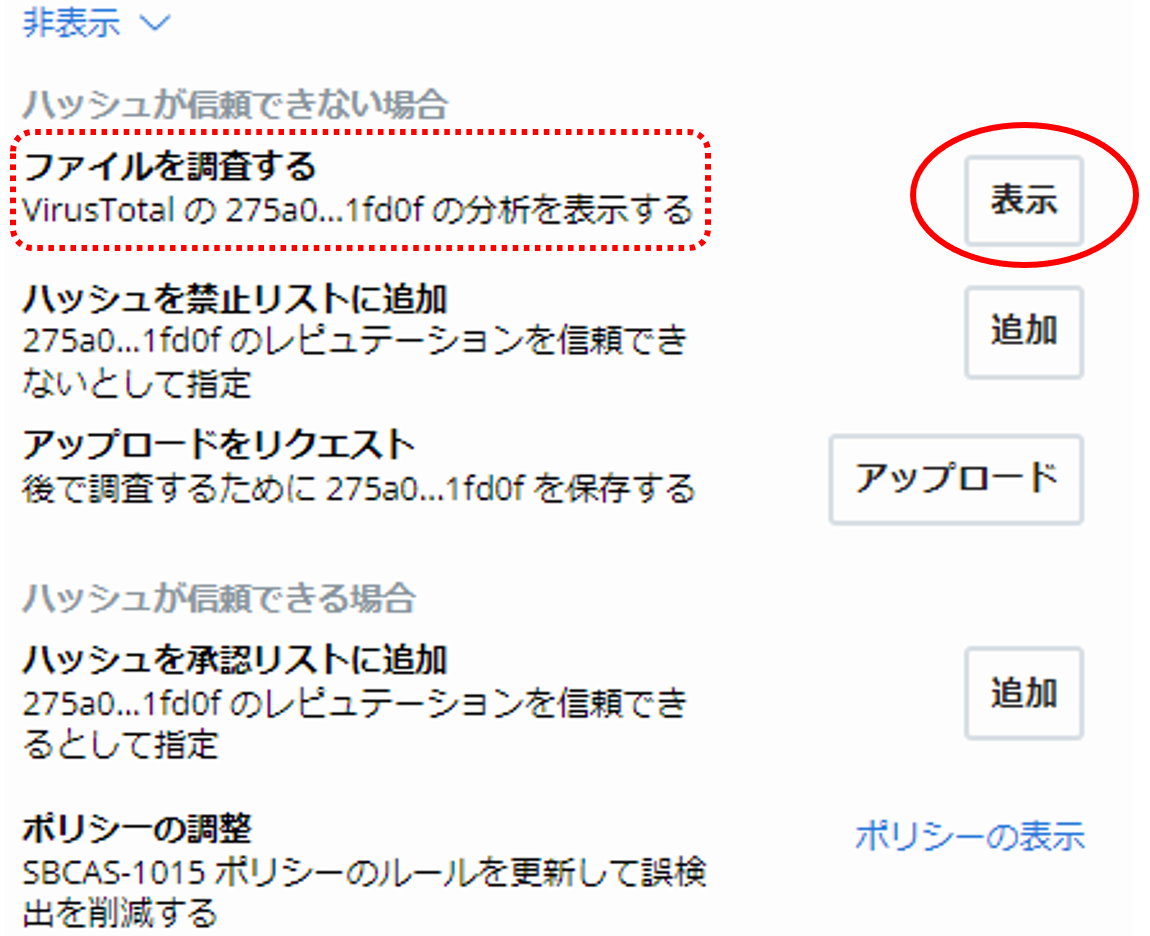 非表示
ハッシュが信頼できない場合
ファイルを調査する
VirusTotal の 275a0...1fd0f の分析を表示する
表示
ハッシュを禁止リストに追加
275a0...1fd0f のレピュテーションを信頼でき
ないとして指定
追加
アップロードをリクエスト
後で調査するために 275a0...1fd0f を保存する
アップロード
ハッシュが信頼できる場合
ハッシュを承認リストに追加
275a0...1fd0f のレピュテーションを信頼でき
るとして指定
追加
ポリシーの調整
SBCAS-1015 ポリシーのルールを更新して誤検
出を削減する
ポリシーの表示